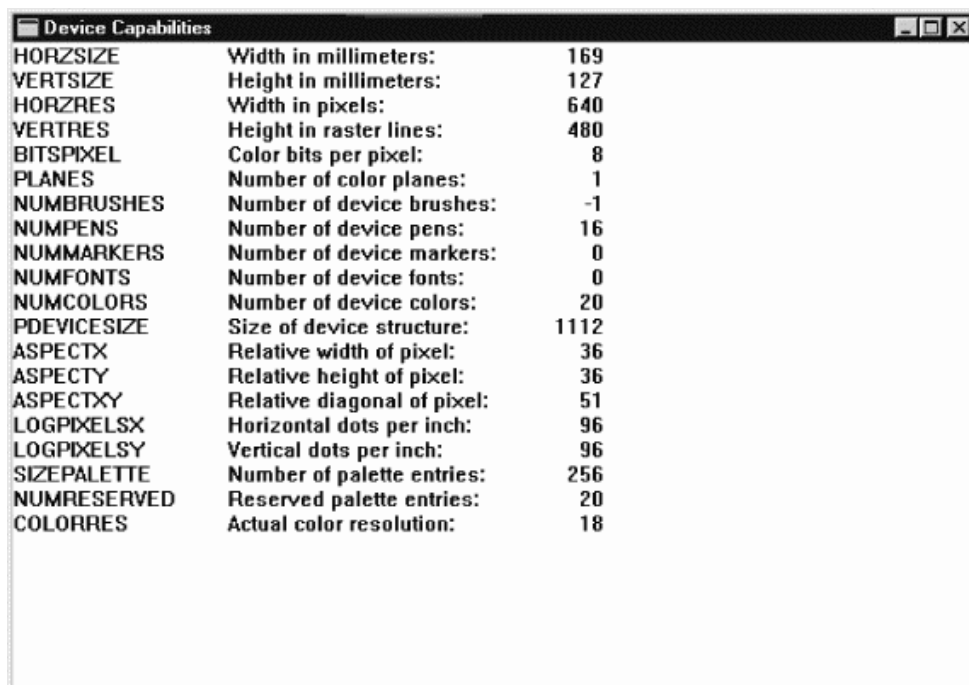 Device Capabilities
HORZSIZE Width in millimeters: 169
VERTSIZE Height in millimeters: 127
HORZRES Width in pixels: 640
VERTRES Height in raster lines: 480
BITSPIXEL Color bits per pixel: 8
PLANES Number of color planes: 1
NUMBRUSHES Number of device brushes: -1
NUMPENS Number of device pens: 16
NUMMARKERS Number of device markers: 0
NUMFONTS Number of device fonts: 0
NUMCOLORS Number of device colors: 20
PDEVICESIZE Size of device structure: 1112
ASPECTX Relative width of pixel: 36
ASPECTY Relative height of pixel: 36
ASPECTXY Relative diagonal of pixel: 51
LOGPIXELSX Horizontal dots per inch: 96
LOGPIXELSY Vertical dots per inch: 96
SIZEPALETTE Number of palette entries: 256
NUMRESERVED Reserved palette entries: 20
COLORRES Actual color resolution: 18